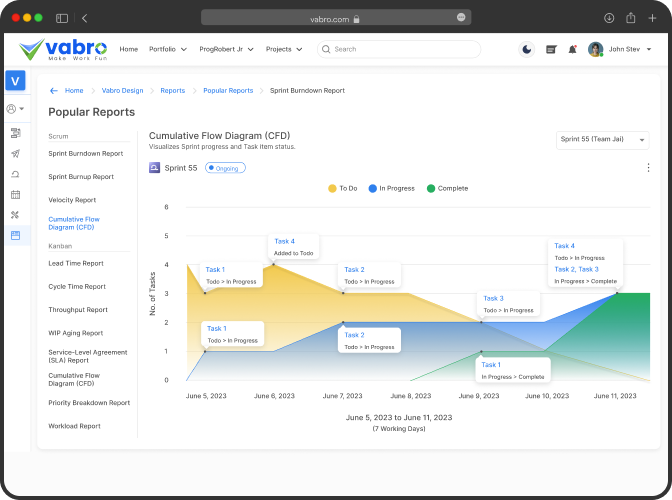 vabro.com
vabro
Make. Work. Fun
Home
Portfolio
ProgRobert Jr
Projects
Search
John Stev
V
Home
Vabro Design
Reports
Popular Reports
Sprint Burndown Report
Popular Reports
Scrum
Sprint Burndown Report
Sprint Burnup Report
Velocity Report
Cumulative Flow
Diagram (CFD)
Kanban
Lead Time Report
Cycle Time Report
Throughput Report
WIP Aging Report
Service-Level Agreement
(SLA) Report
Cumulative Flow
Diagram (CFD)
Priority Breakdown Report
Workload Report
Cumulative Flow Diagram (CFD)
Visualizes Sprint progress and Task Item status.
Sprint 55 (Team Jai)
Sprint 55
Ongoing
To Do
In Progress
Complete
No. of Tasks
6
5
4
3
2
1
0
Task 1
Todo > In Progress
Task 4
Added to Todo
Task 2
Todo > In Progress
Task 4
Todo > In Progress
Task 2, Task 3
In Progress > Complete
Task 3
Todo > In Progress
Task 1
Todo > In Progress
Task 2
Todo > In Progress
Task 1
In Progress > Complete
June 5, 2023
June 6, 2023
June 7, 2023
June 8, 2023
June 9, 2023
June 10, 2023
June 11, 2023
June 5, 2023 to June 11, 2023
(7 Working Days)